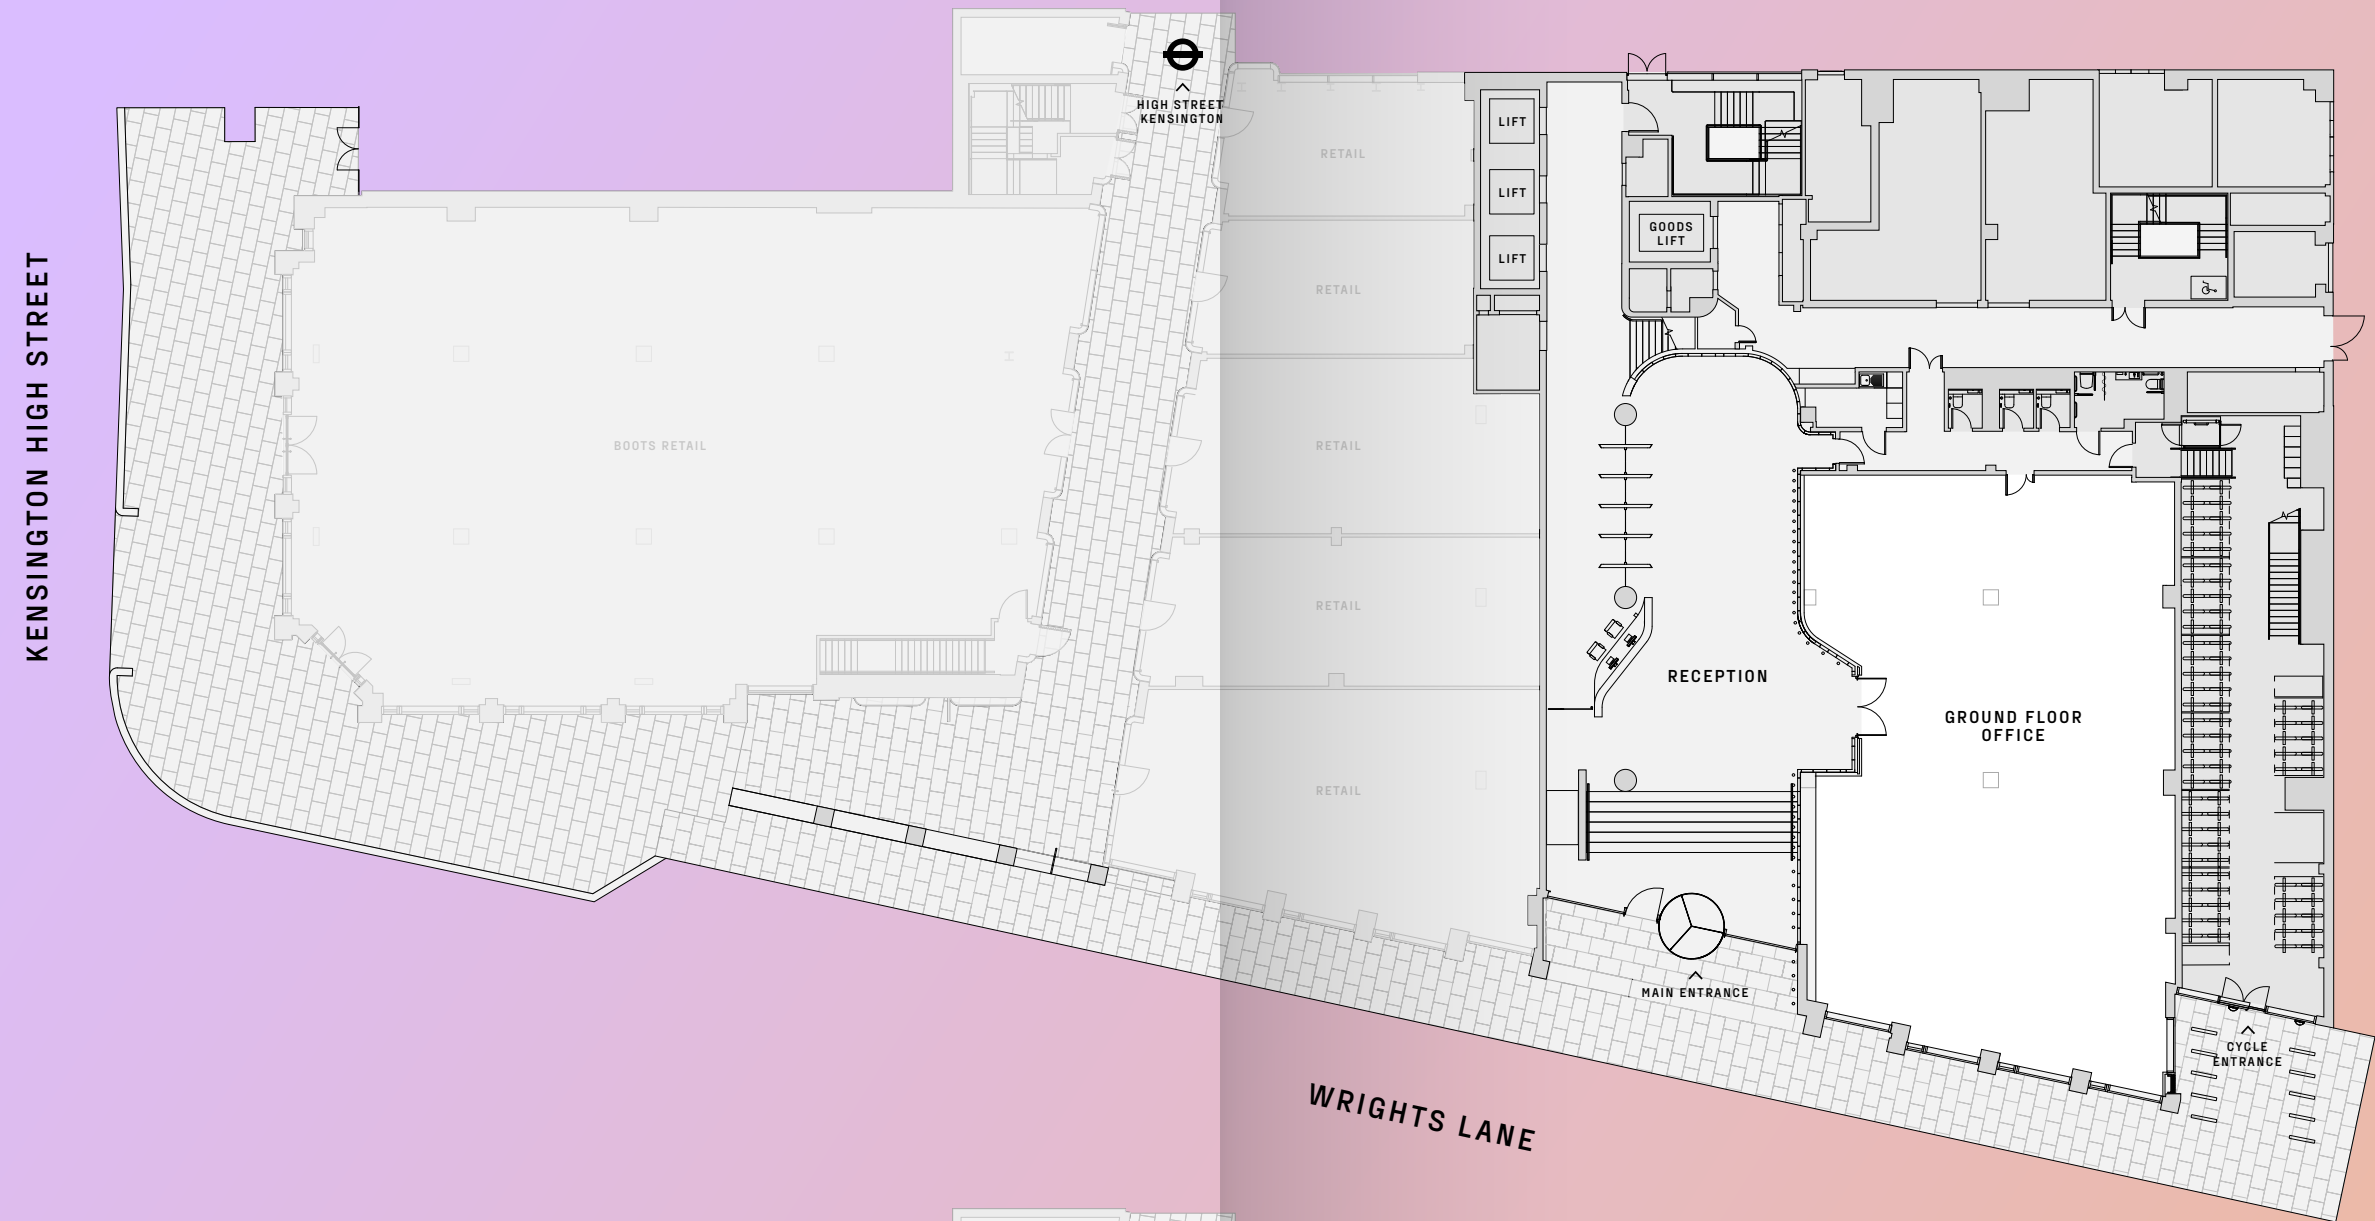 HIGH STREET
KENSINGTON
RETAIL
LIFT
LIFT
GOODS
LIFT
LIFT
RETAIL
KENSINGTON HIGH STREET
BOOTS RETAIL
RETAIL
RETAIL
RECEPTION
GROUND FLOOR
OFFICE
RETAIL
MAIN ENTRANCE
CYCLE
ENTRANCE
WRIGHTS LANE